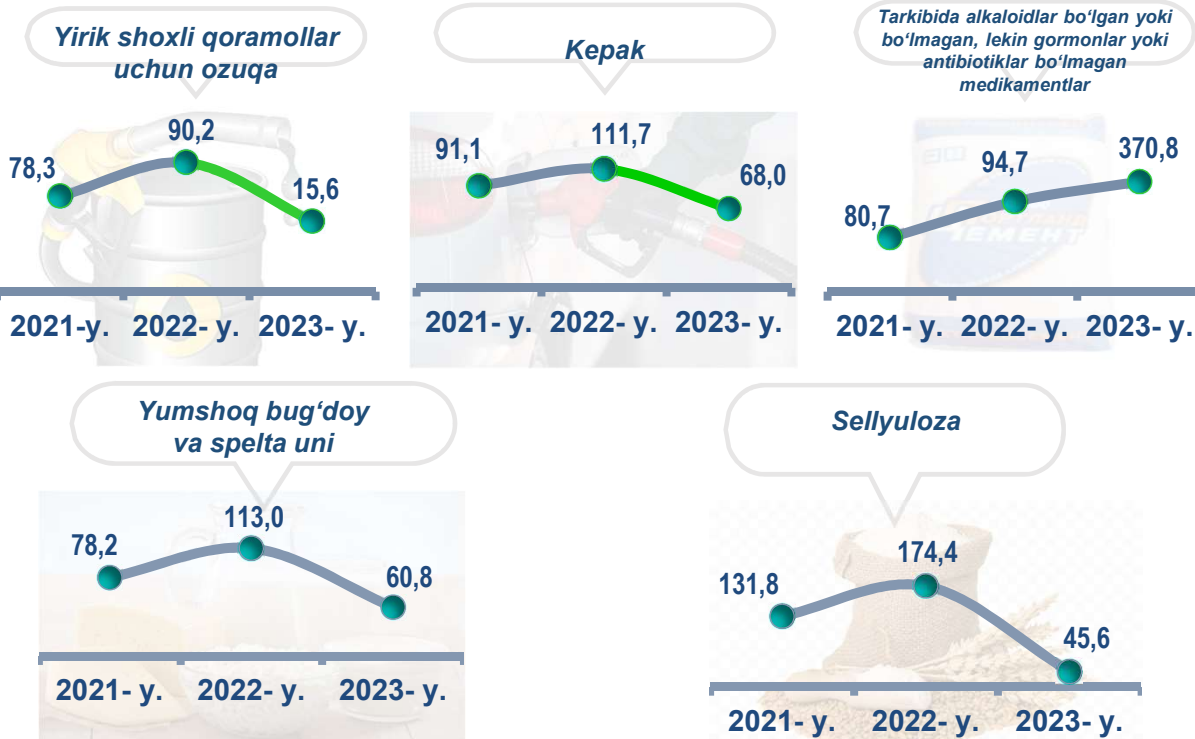 Yirik shoxli qoramollar
uchun ozuqa
78,3
90,2
15,6
2021-y. 2022- y. 2023- y.
Kepak
91,1
111,7
68,0
2021- y. 2022- y. 2023- y.
Tarkibida alkaloidlar bo‘lgan yoki
bo‘lmagan, lekin gormonlar yoki
antibiotiklar bo‘lmagan
medikamentlar
80,7
94,7
370,8
ЦЕМЕНТ
2021- y. 2022- y. 2023- y.
Yumshoq bug‘doy
va spelta uni
78,2
113,0
60,8
2021- y. 2022- y. 2023- y.
Sellyuloza
131,8
174,4
45,6
2021- y. 2022- y. 2023- y.